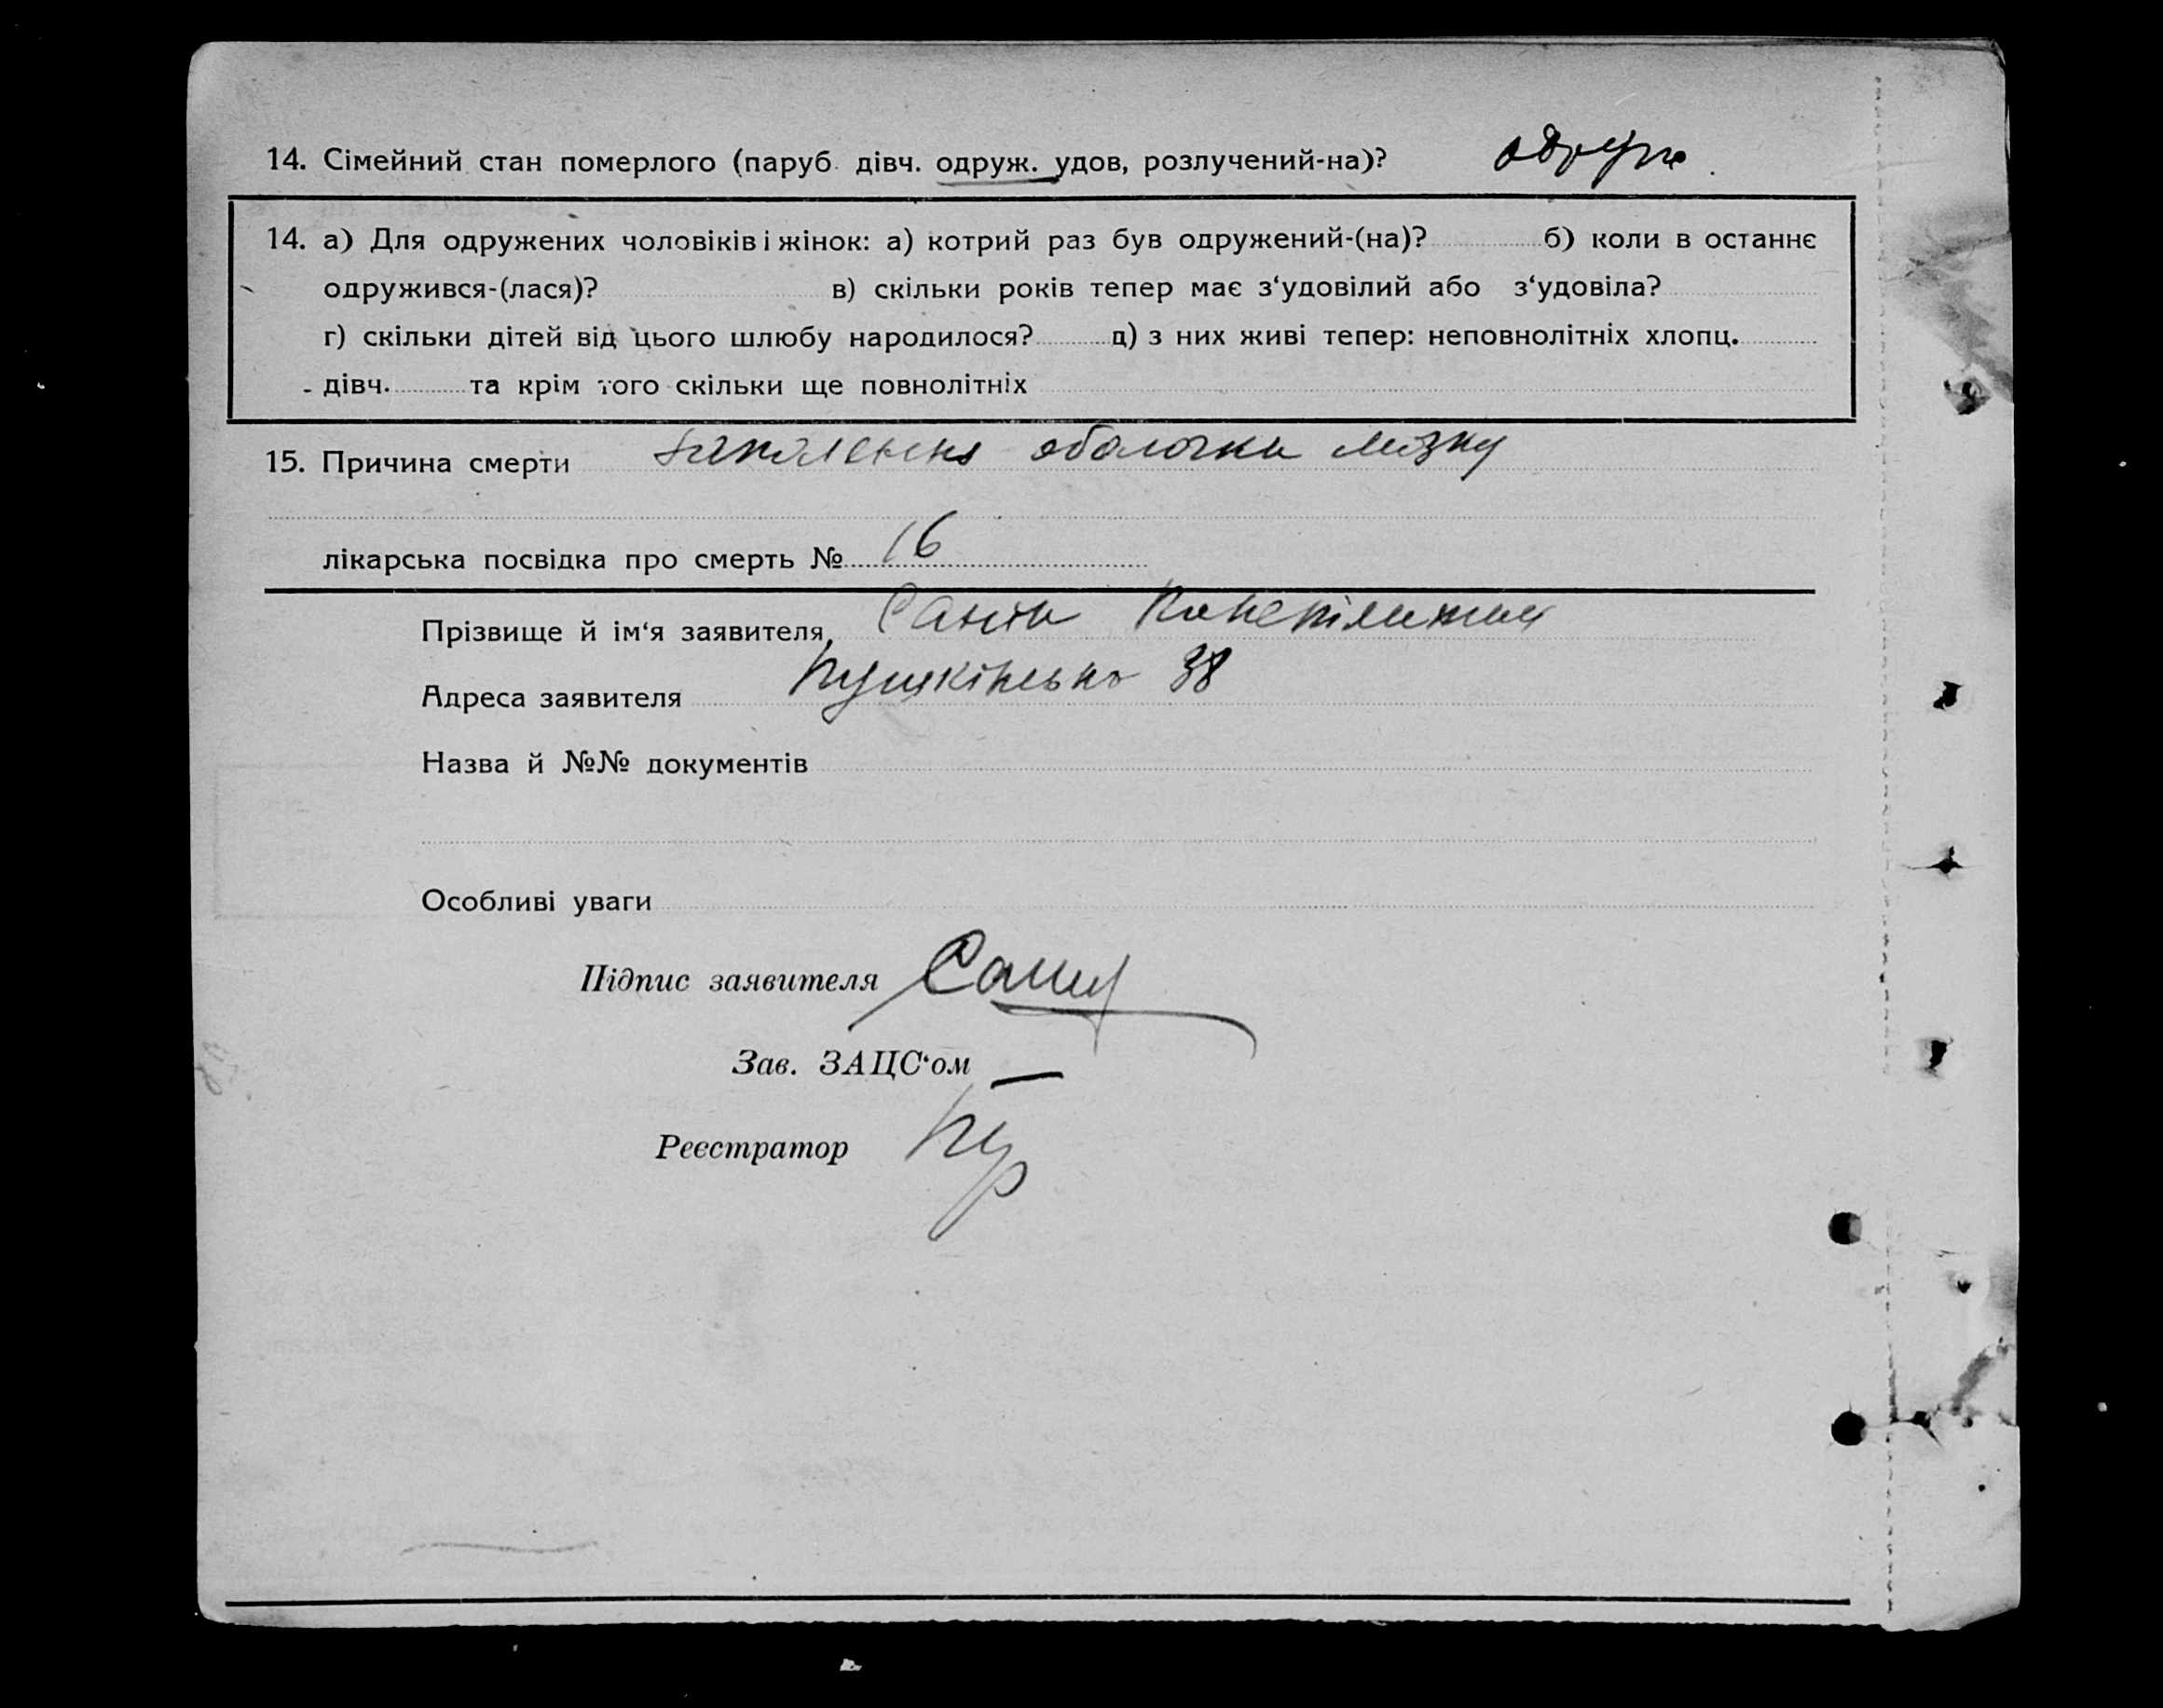 14. Сімейний стан померлого (паруб. дівч. одруж. удов, розлучений-на)? одруж.
14. а) Для одружених чоловіків і жінок: а) котрий раз був одружений-(на)? б) коли в останнє
одружився-(лася)? в) скільки років тепер має з‘удовілий або з‘удовіла?
г) скільки дітей від цього шлюбу народилося? д) з них живі тепер: неповнолітніх хлопц.
дівч. та крім того скільки ще повнолітніх
15. Причина смерти запалення оболочки мозку
лікарська посвідка про смерть № 16
Прізвище й ім‘я заявителя,
Адреса заявителя Пушкінська 38
Назва й №№ документів
Особливі уваги
Підпис заявителя
Зав. ЗАЦС‘ом —
Реєстратор